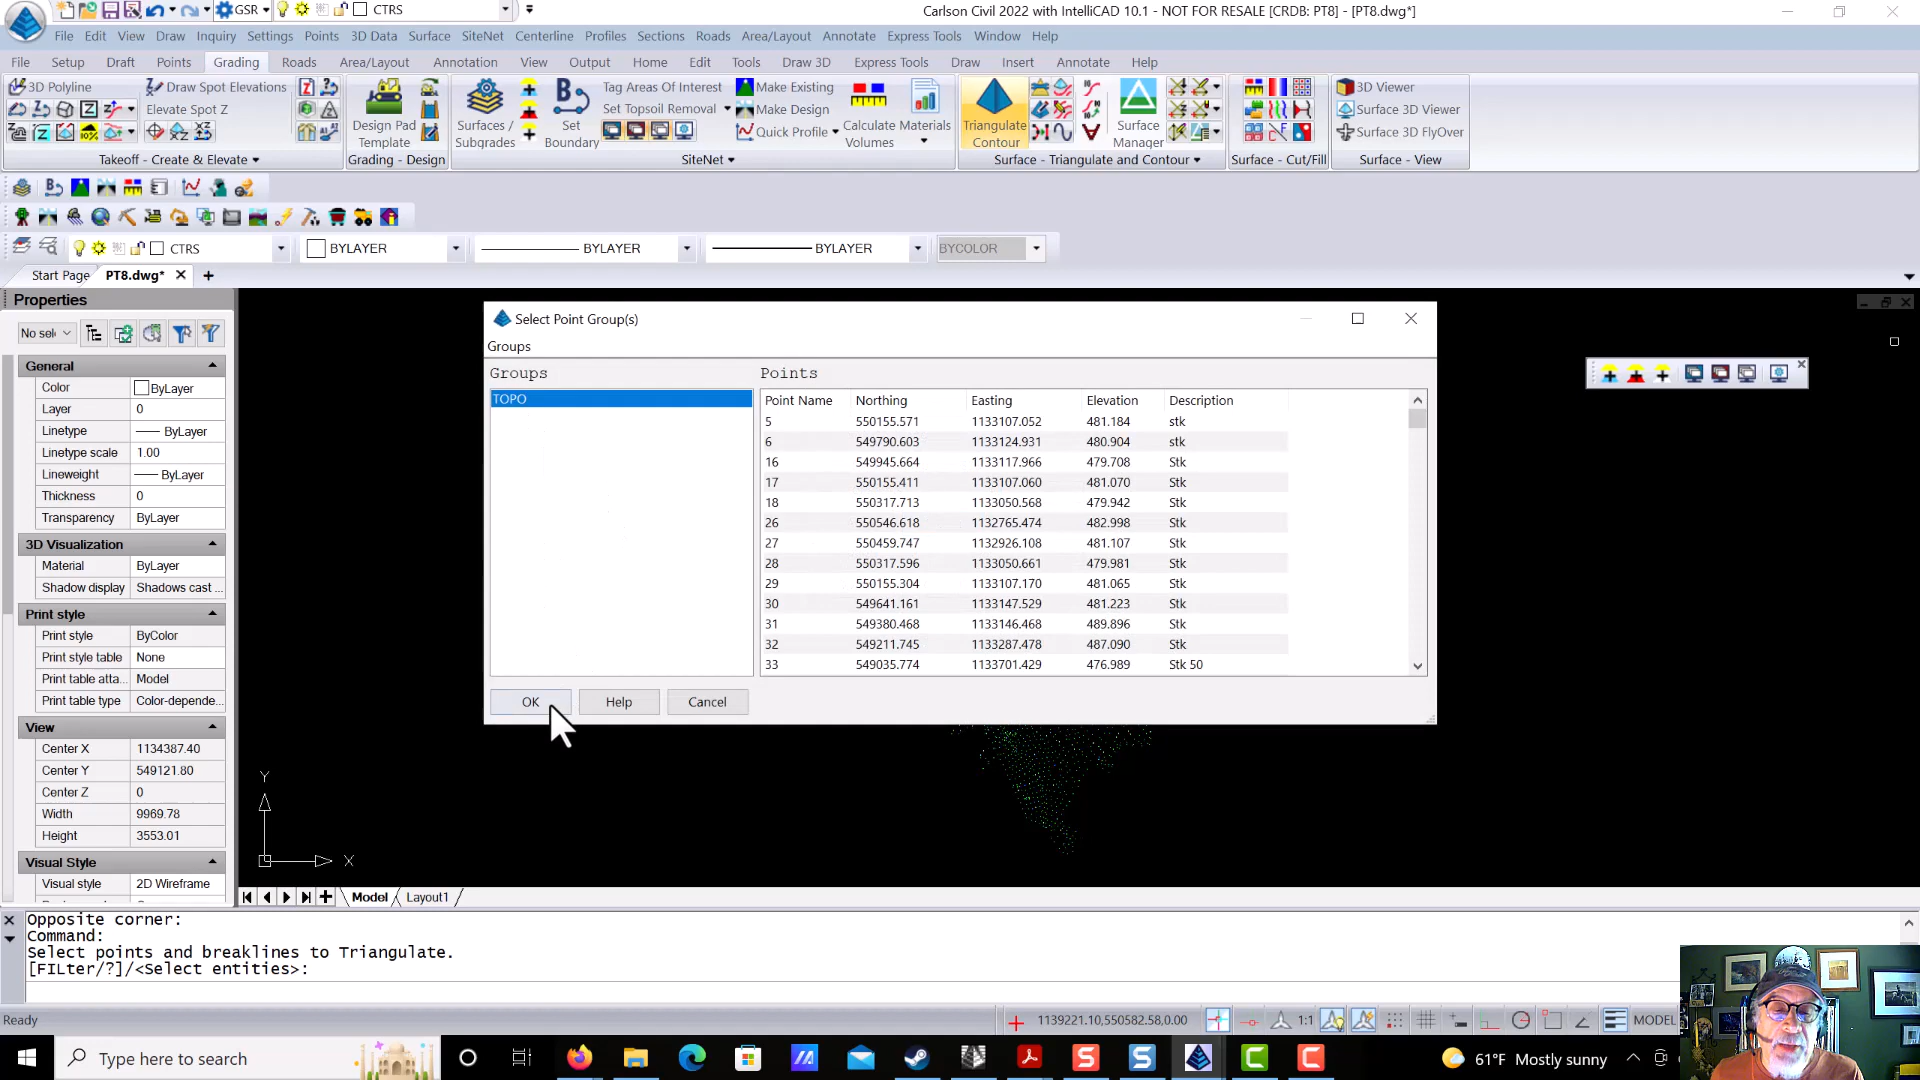 GSR
CTRS
Carlson Civil 2022 with IntelliCAD 10.1 - NOT FOR RESALE [CRDB: PT8] - [PT8.dwg*]
File Edit View Draw Inquiry Settings Points 3D Data Surface SiteNet Centerline Profiles Sections Roads Area/Layout Annotate Express Tools Window Help
File Setup Draft Points Grading Roads Area/Layout Annotation View Output Home Edit Tools Draw 3D Express Tools Draw Insert Annotate Help
3D Polyline
Draw Spot Elevations
Elevate Spot Z
Takeoff - Create & Elevate
Design Pad Template
Grading - Design
Surfaces / Subgrades
Set Boundary
Tag Areas Of Interest
Set Topsoil Removal
Make Existing
Make Design
Quick Profile
Calculate Volumes
Materials
SiteNet
Triangulate Contour
Surface Manager
Surface - Triangulate and Contour
Surface - Cut/Fill
3D Viewer
Surface 3D Viewer
Surface 3D FlyOver
Surface - View
CTRS
BYLAYER
BYLAYER
BYLAYER
BYCOLOR
Start Page
PT8.dwg*
Properties
No sel
General
Color ByLayer
Layer 0
Linetype ByLayer
Linetype scale 1.00
Lineweight ByLayer
Thickness 0
Transparency ByLayer
3D Visualization
Material ByLayer
Shadow display Shadows cast ...
Print style
Print style ByColor
Print style table None
Print table atta... Model
Print table type Color-depende...
View
Center X 1134387.40
Center Y 549121.80
Center Z 0
Width 9969.78
Height 3553.01
Visual Style
Visual style 2D Wireframe
Select Point Group(s)
Groups
Groups
Points
TOPO
Point Name Northing Easting Elevation Description
5 550155.571 1133107.052 481.184 stk
6 549790.603 1133124.931 480.904 stk
16 549945.664 1133117.966 479.708 Stk
17 550155.411 1133107.060 481.070 Stk
18 550317.713 1133050.568 479.942 Stk
26 550546.618 1132765.474 482.998 Stk
27 550459.747 1132926.108 481.107 Stk
28 550317.596 1133050.661 479.981 Stk
29 550155.304 1133107.170 481.065 Stk
30 549641.161 1133147.529 481.223 Stk
31 549380.468 1133146.468 489.896 Stk
32 549211.745 1133287.478 487.090 Stk
33 549035.774 1133701.429 476.989 Stk 50
OK
Help
Cancel
Y
X
Model
Layout1
Opposite corner:
Command:
Select points and breaklines to Triangulate.
[FILter/?]/<Select entities>:
Ready
1139221.10,550582.58,0.00
1:1
MODEL
Type here to search
61°F Mostly sunny